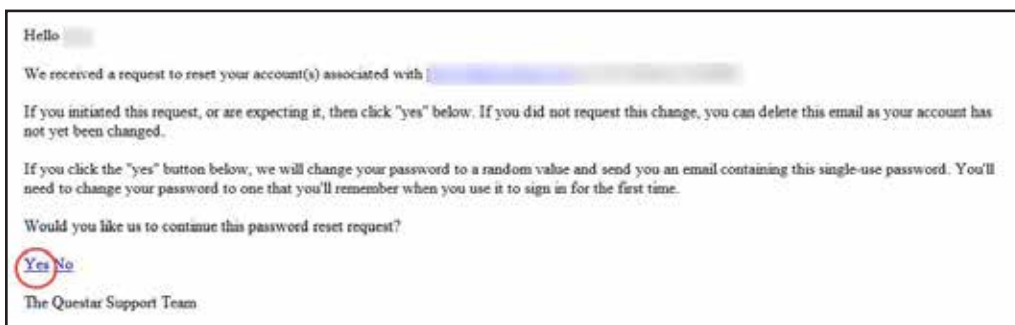 Hello
We received a request to reset your account(s) associated with
If you initiated this request, or are expecting it, then click "yes" below. If you did not request this change, you can delete this email as your account has
not yet been changed.
If you click the "yes" button below, we will change your password to a random value and send you an email containing this single-use password. You'll
need to change your password to one that you'll remember when you use it to sign in for the first time.
Would you like us to continue this password reset request?
Yes No
The Questar Support Team